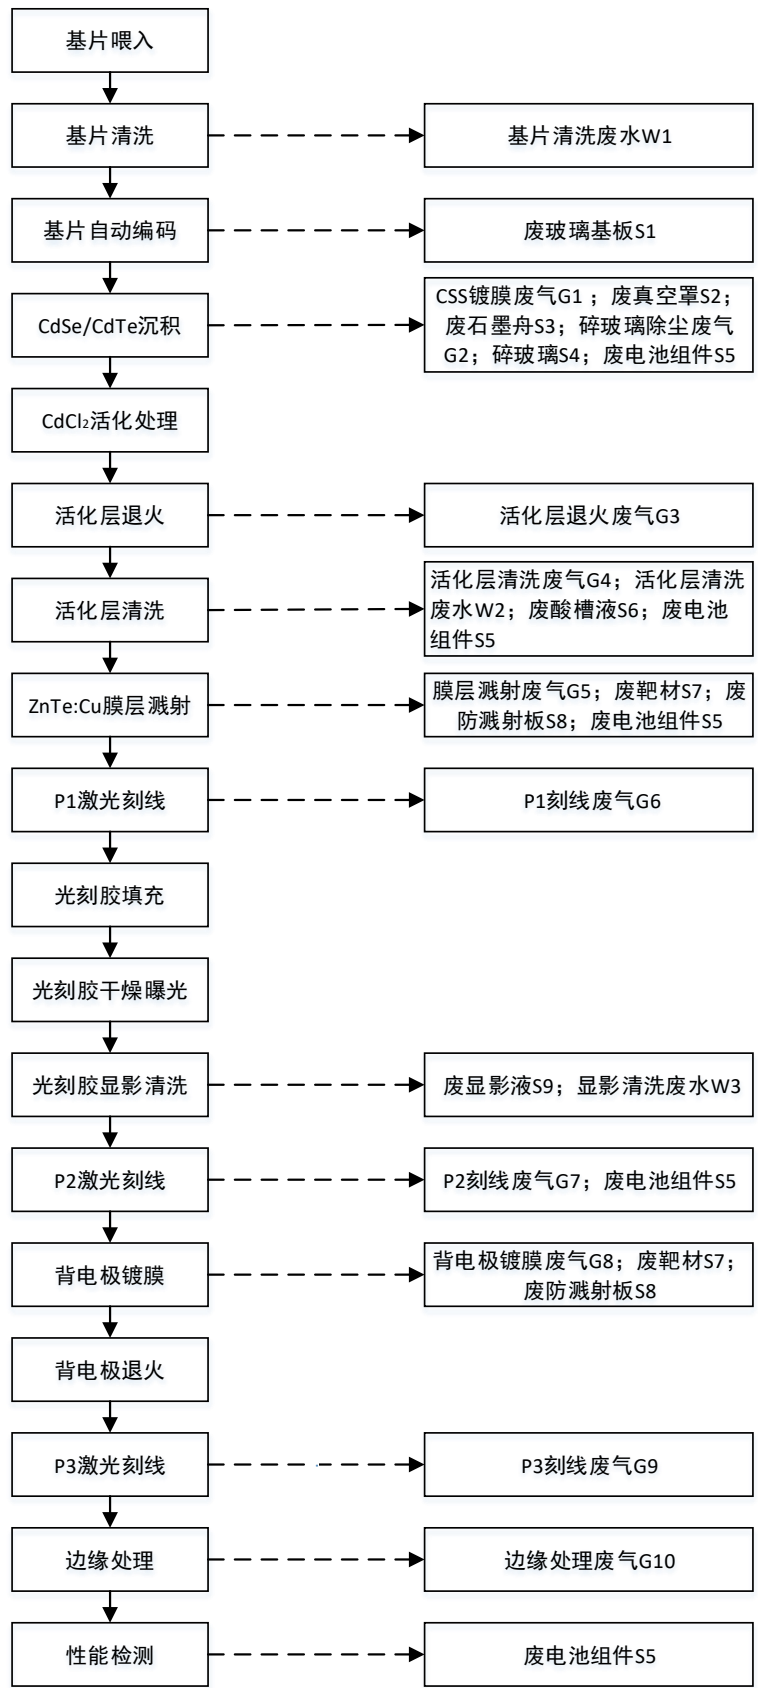 基片喂入
基片清洗
基片清洗废水W1
基片自动编码
废玻璃基板S1
CdSe/CdTe沉积
CSS镀膜废气G1；废真空罩S2；
废石墨舟S3；碎玻璃除尘废气
G2；碎玻璃S4；废电池组件S5
CdCl₂活化处理
活化层退火
活化层退火废气G3
活化层清洗
活化层清洗废气G4；活化层清洗
废水W2；废酸槽液S6；废电池
组件S5
ZnTe:Cu膜层溅射
膜层溅射废气G5；废靶材S7；废
防溅射板S8；废电池组件S5
P1激光刻线
P1刻线废气G6
光刻胶填充
光刻胶干燥曝光
光刻胶显影清洗
废显影液S9；显影清洗废水W3
P2激光刻线
P2刻线废气G7；废电池组件S5
背电极镀膜
背电极镀膜废气G8；废靶材S7；
废防溅射板S8
背电极退火
P3激光刻线
P3刻线废气G9
边缘处理
边缘处理废气G10
性能检测
废电池组件S5